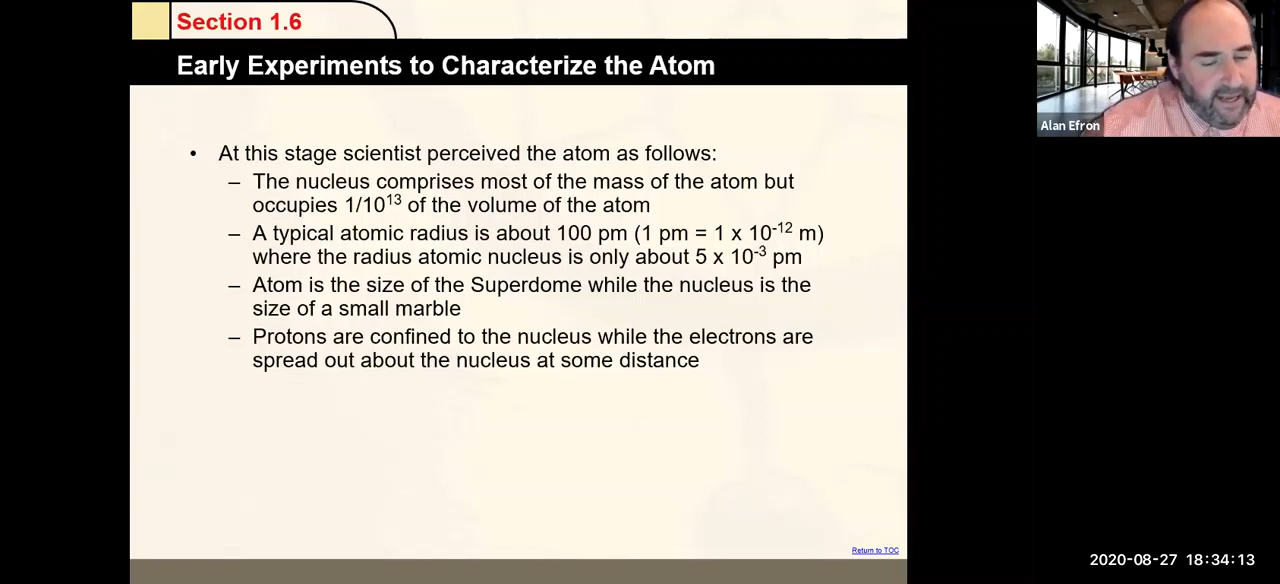 Section 1.6
Early Experiments to Characterize the Atom
• At this stage scientist perceived the atom as follows:
– The nucleus comprises most of the mass of the atom but
occupies 1/10¹³ of the volume of the atom
– A typical atomic radius is about 100 pm (1 pm = 1 x 10⁻¹² m)
where the radius atomic nucleus is only about 5 x 10⁻³ pm
– Atom is the size of the Superdome while the nucleus is the
size of a small marble
– Protons are confined to the nucleus while the electrons are
spread out about the nucleus at some distance
Return to TOC
Alan Efron
2020-08-27 18:34:13